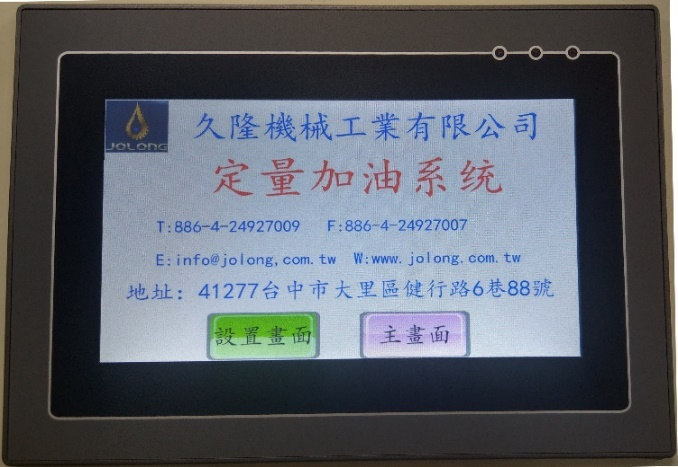 JOLONG
久隆機械工業有限公司
定量加油系统
T:886-4-24927009 F:886-4-24927007
E:info@jolong,com.tw W:www.jolong.com.tw
地址：41277台中市大里區健行路6巷88號
設置畫面 主畫面